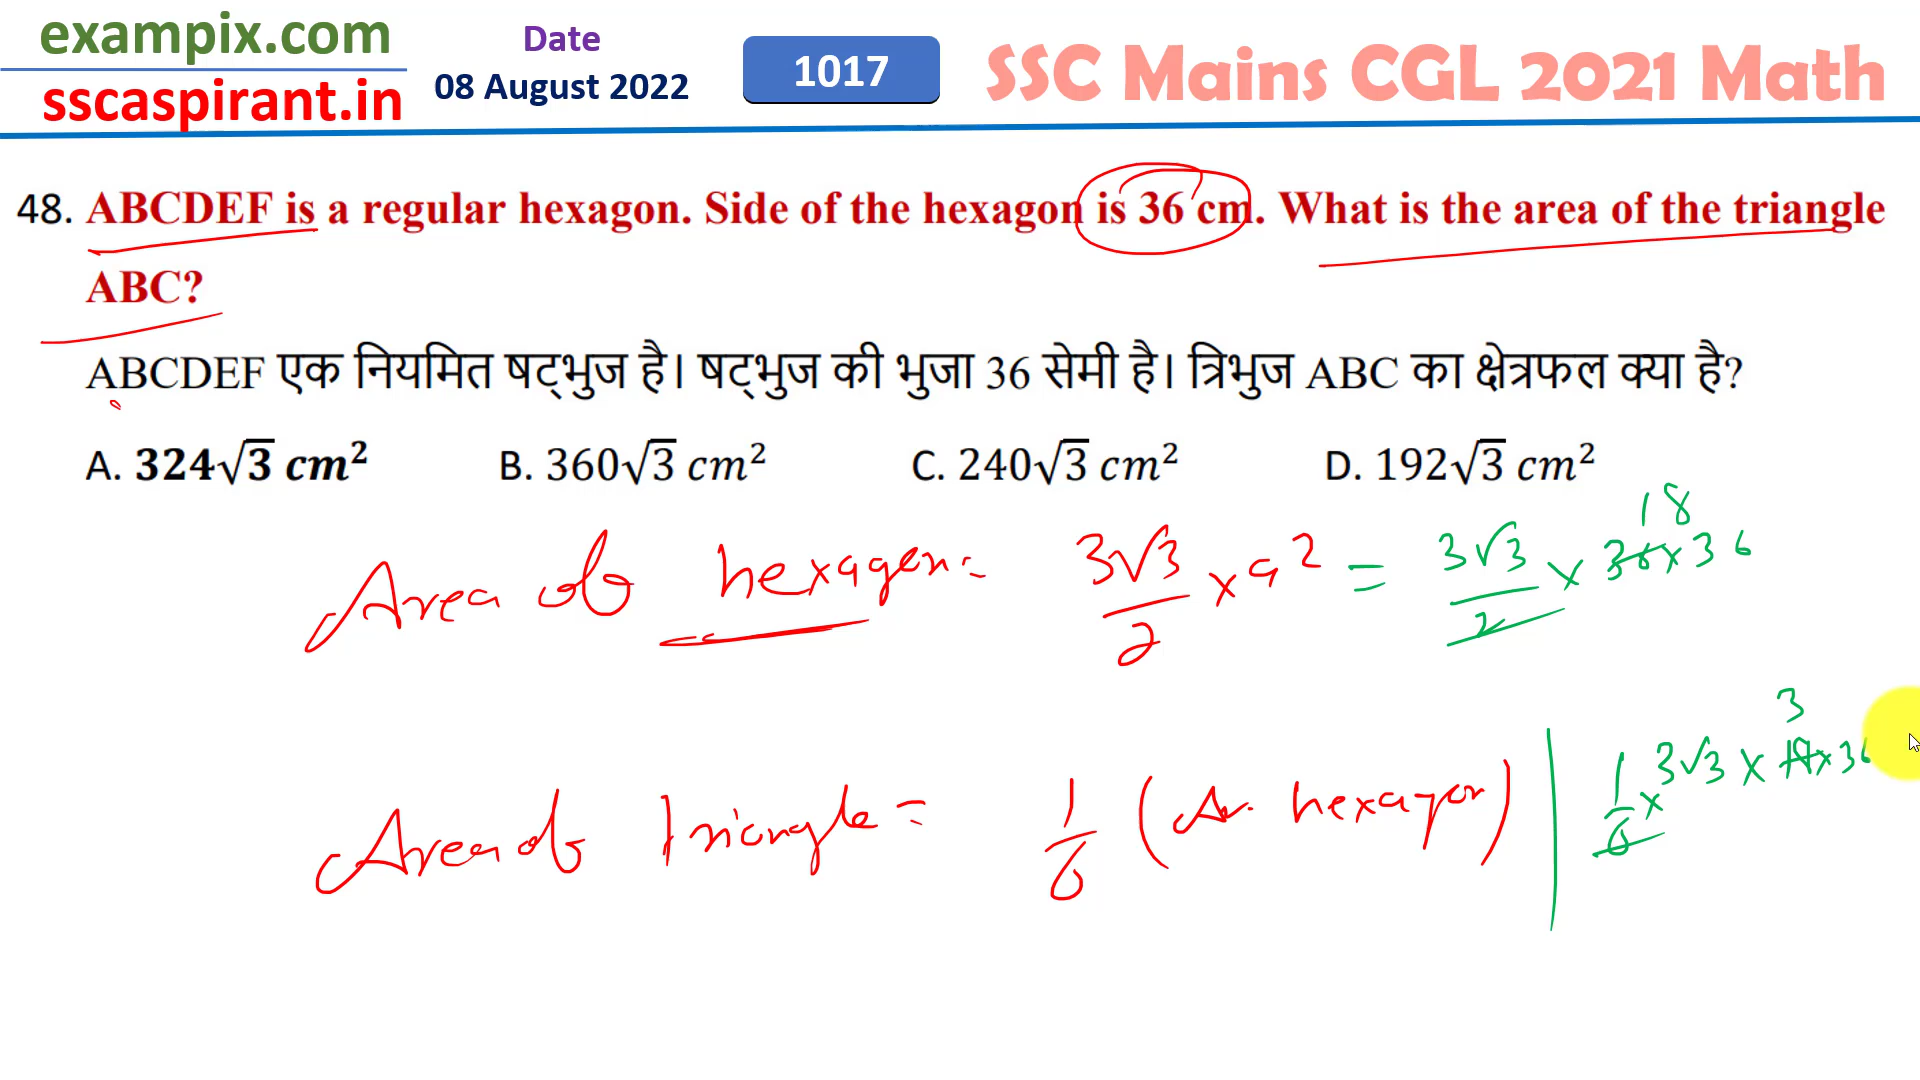 exampix.com
sscaspirant.in
Date
08 August 2022
1017
SSC Mains CGL 2021 Math
48. ABCDEF is a regular hexagon. Side of the hexagon is 36 cm. What is the area of the triangle
ABC?
ABCDEF एक नियमित षट्भुज है। षट्भुज की भुजा 36 सेमी है। त्रिभुज ABC का क्षेत्रफल क्या है?
A. 324√3 cm² B. 360√3 cm² C. 240√3 cm² D. 192√3 cm²
18
Area of hexagon = 3√3/2 × a² = 3√3/2 × 36 × 36
3
Area of triangle = 1/6 (Ar. hexagon) 1/6 × 3√3 × 18 × 36